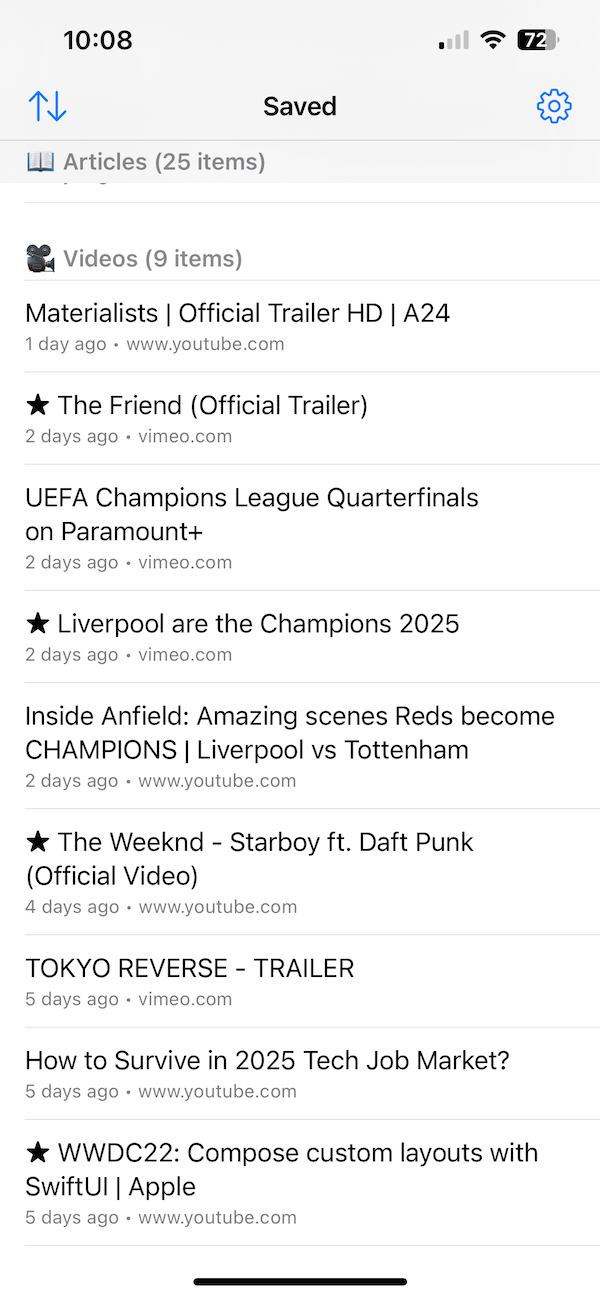 10:08
72
Saved
📖 Articles (25 items)
🎥 Videos (9 items)
Materialists | Official Trailer HD | A24
1 day ago • www.youtube.com
★ The Friend (Official Trailer)
2 days ago • vimeo.com
UEFA Champions League Quarterfinals
on Paramount+
2 days ago • vimeo.com
★ Liverpool are the Champions 2025
2 days ago • vimeo.com
Inside Anfield: Amazing scenes Reds become
CHAMPIONS | Liverpool vs Tottenham
2 days ago • www.youtube.com
★ The Weeknd - Starboy ft. Daft Punk
(Official Video)
4 days ago • www.youtube.com
TOKYO REVERSE - TRAILER
5 days ago • vimeo.com
How to Survive in 2025 Tech Job Market?
5 days ago • www.youtube.com
★ WWDC22: Compose custom layouts with
SwiftUI | Apple
5 days ago • www.youtube.com